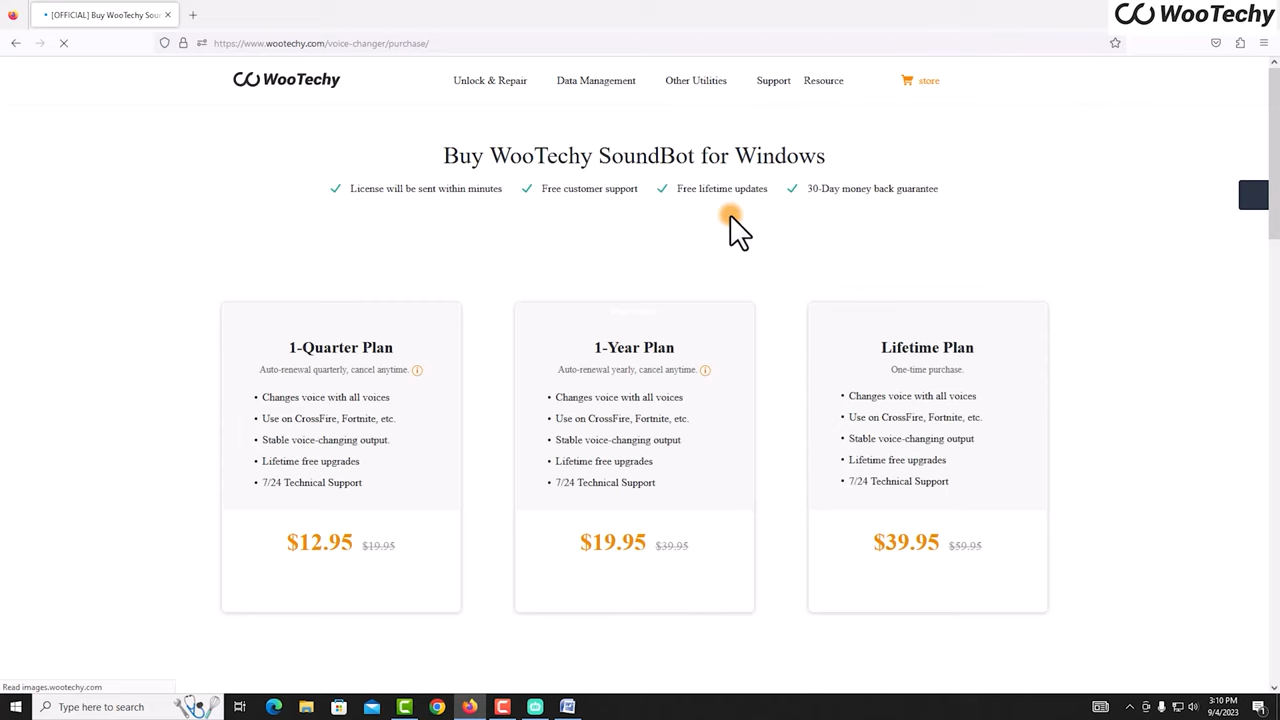 [OFFICIAL] Buy WooTechy Soun
WooTechy
https://www.wootechy.com/voice-changer/purchase/
WooTechy
Unlock & Repair
Data Management
Other Utilities
Support
Resource
store
Buy WooTechy SoundBot for Windows
License will be sent within minutes
Free customer support
Free lifetime updates
30-Day money back guarantee
1-Quarter Plan
Auto-renewal quarterly, cancel anytime.
• Changes voice with all voices
• Use on CrossFire, Fortnite, etc.
• Stable voice-changing output.
• Lifetime free upgrades
• 7/24 Technical Support
$12.95 $19.95
1-Year Plan
Auto-renewal yearly, cancel anytime.
• Changes voice with all voices
• Use on CrossFire, Fortnite, etc.
• Stable voice-changing output
• Lifetime free upgrades
• 7/24 Technical Support
$19.95 $39.95
Lifetime Plan
One-time purchase.
• Changes voice with all voices
• Use on CrossFire, Fortnite, etc.
• Stable voice-changing output
• Lifetime free upgrades
• 7/24 Technical Support
$39.95 $59.95
Read images.wootechy.com
Type here to search
3:10 PM
9/4/2023